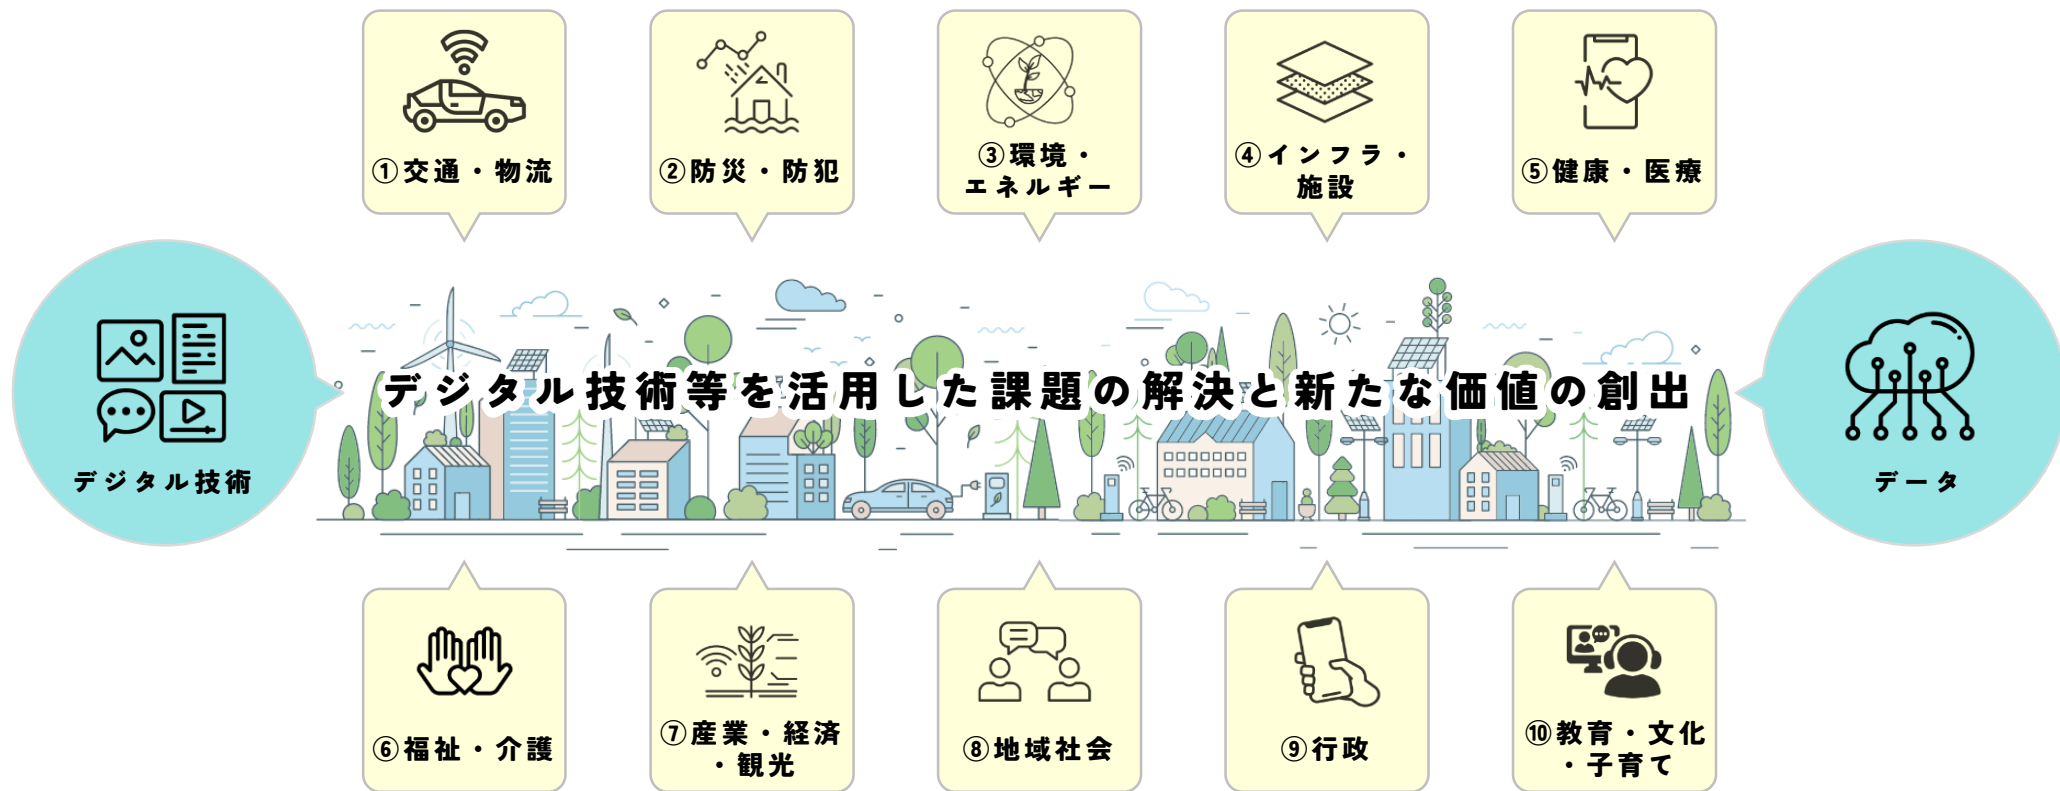 ①交通・物流
②防災・防犯
③環境・
エネルギー
④インフラ・
施設
⑤健康・医療
デジタル技術等を活用した課題の解決と新たな価値の創出
デジタル技術
データ
⑥福祉・介護
⑦産業・経済
・観光
⑧地域社会
⑨行政
⑩教育・文化
・子育て